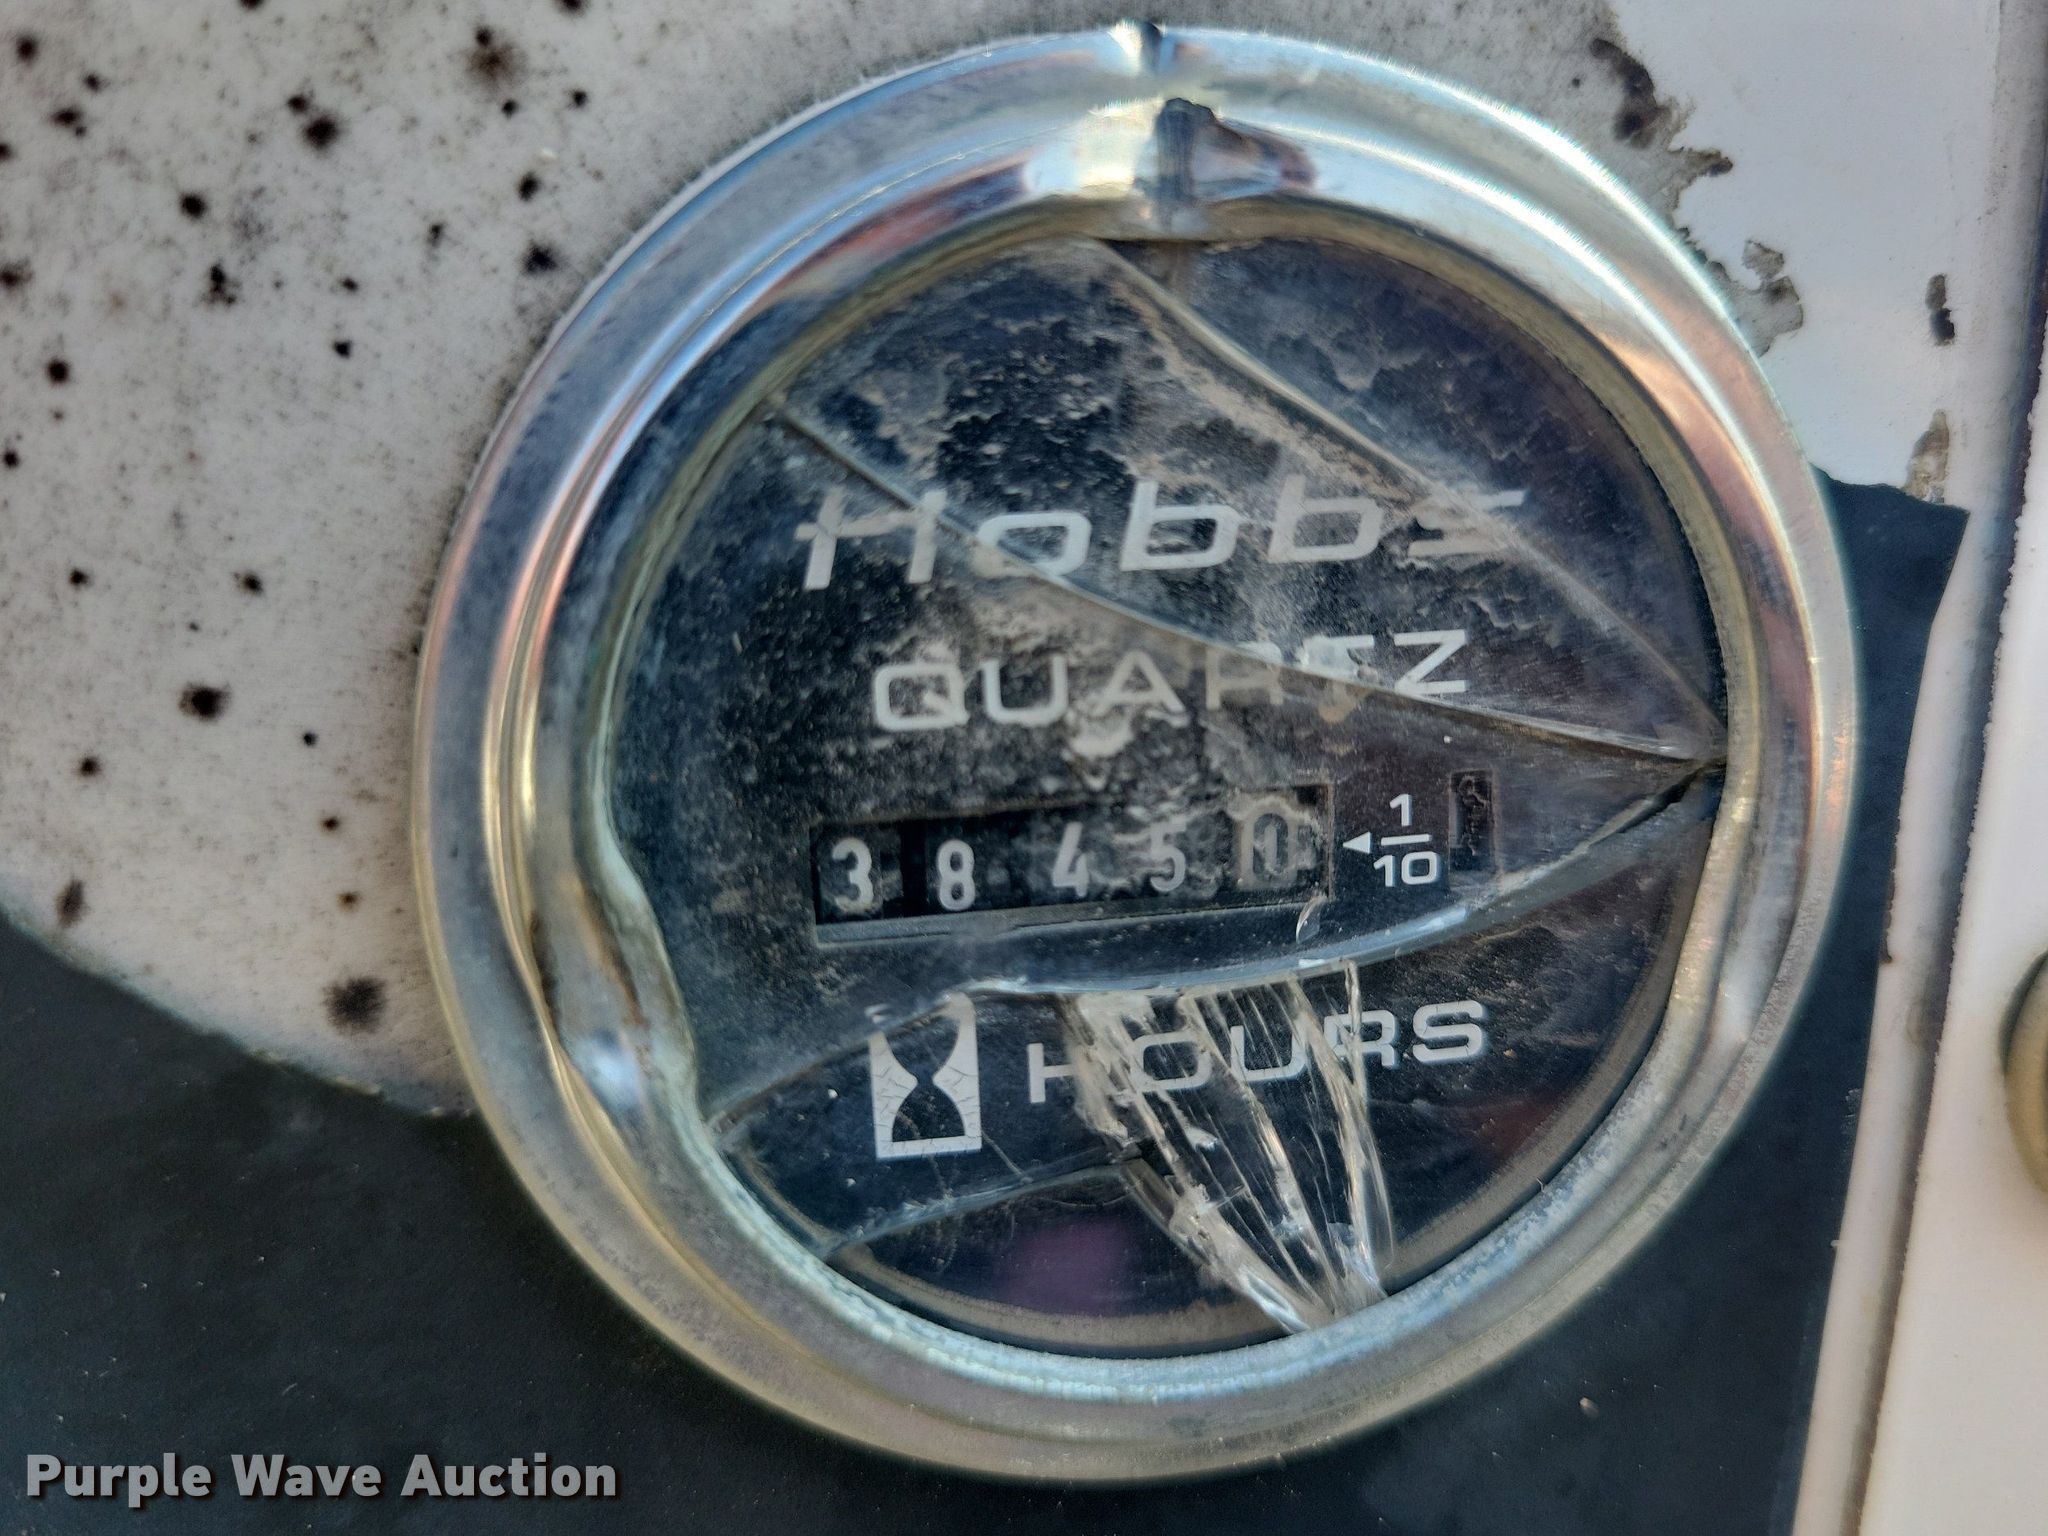 Hobbs
QUARTZ
3 8 4 5 0
◄ 1/10
HOURS
Purple Wave Auction